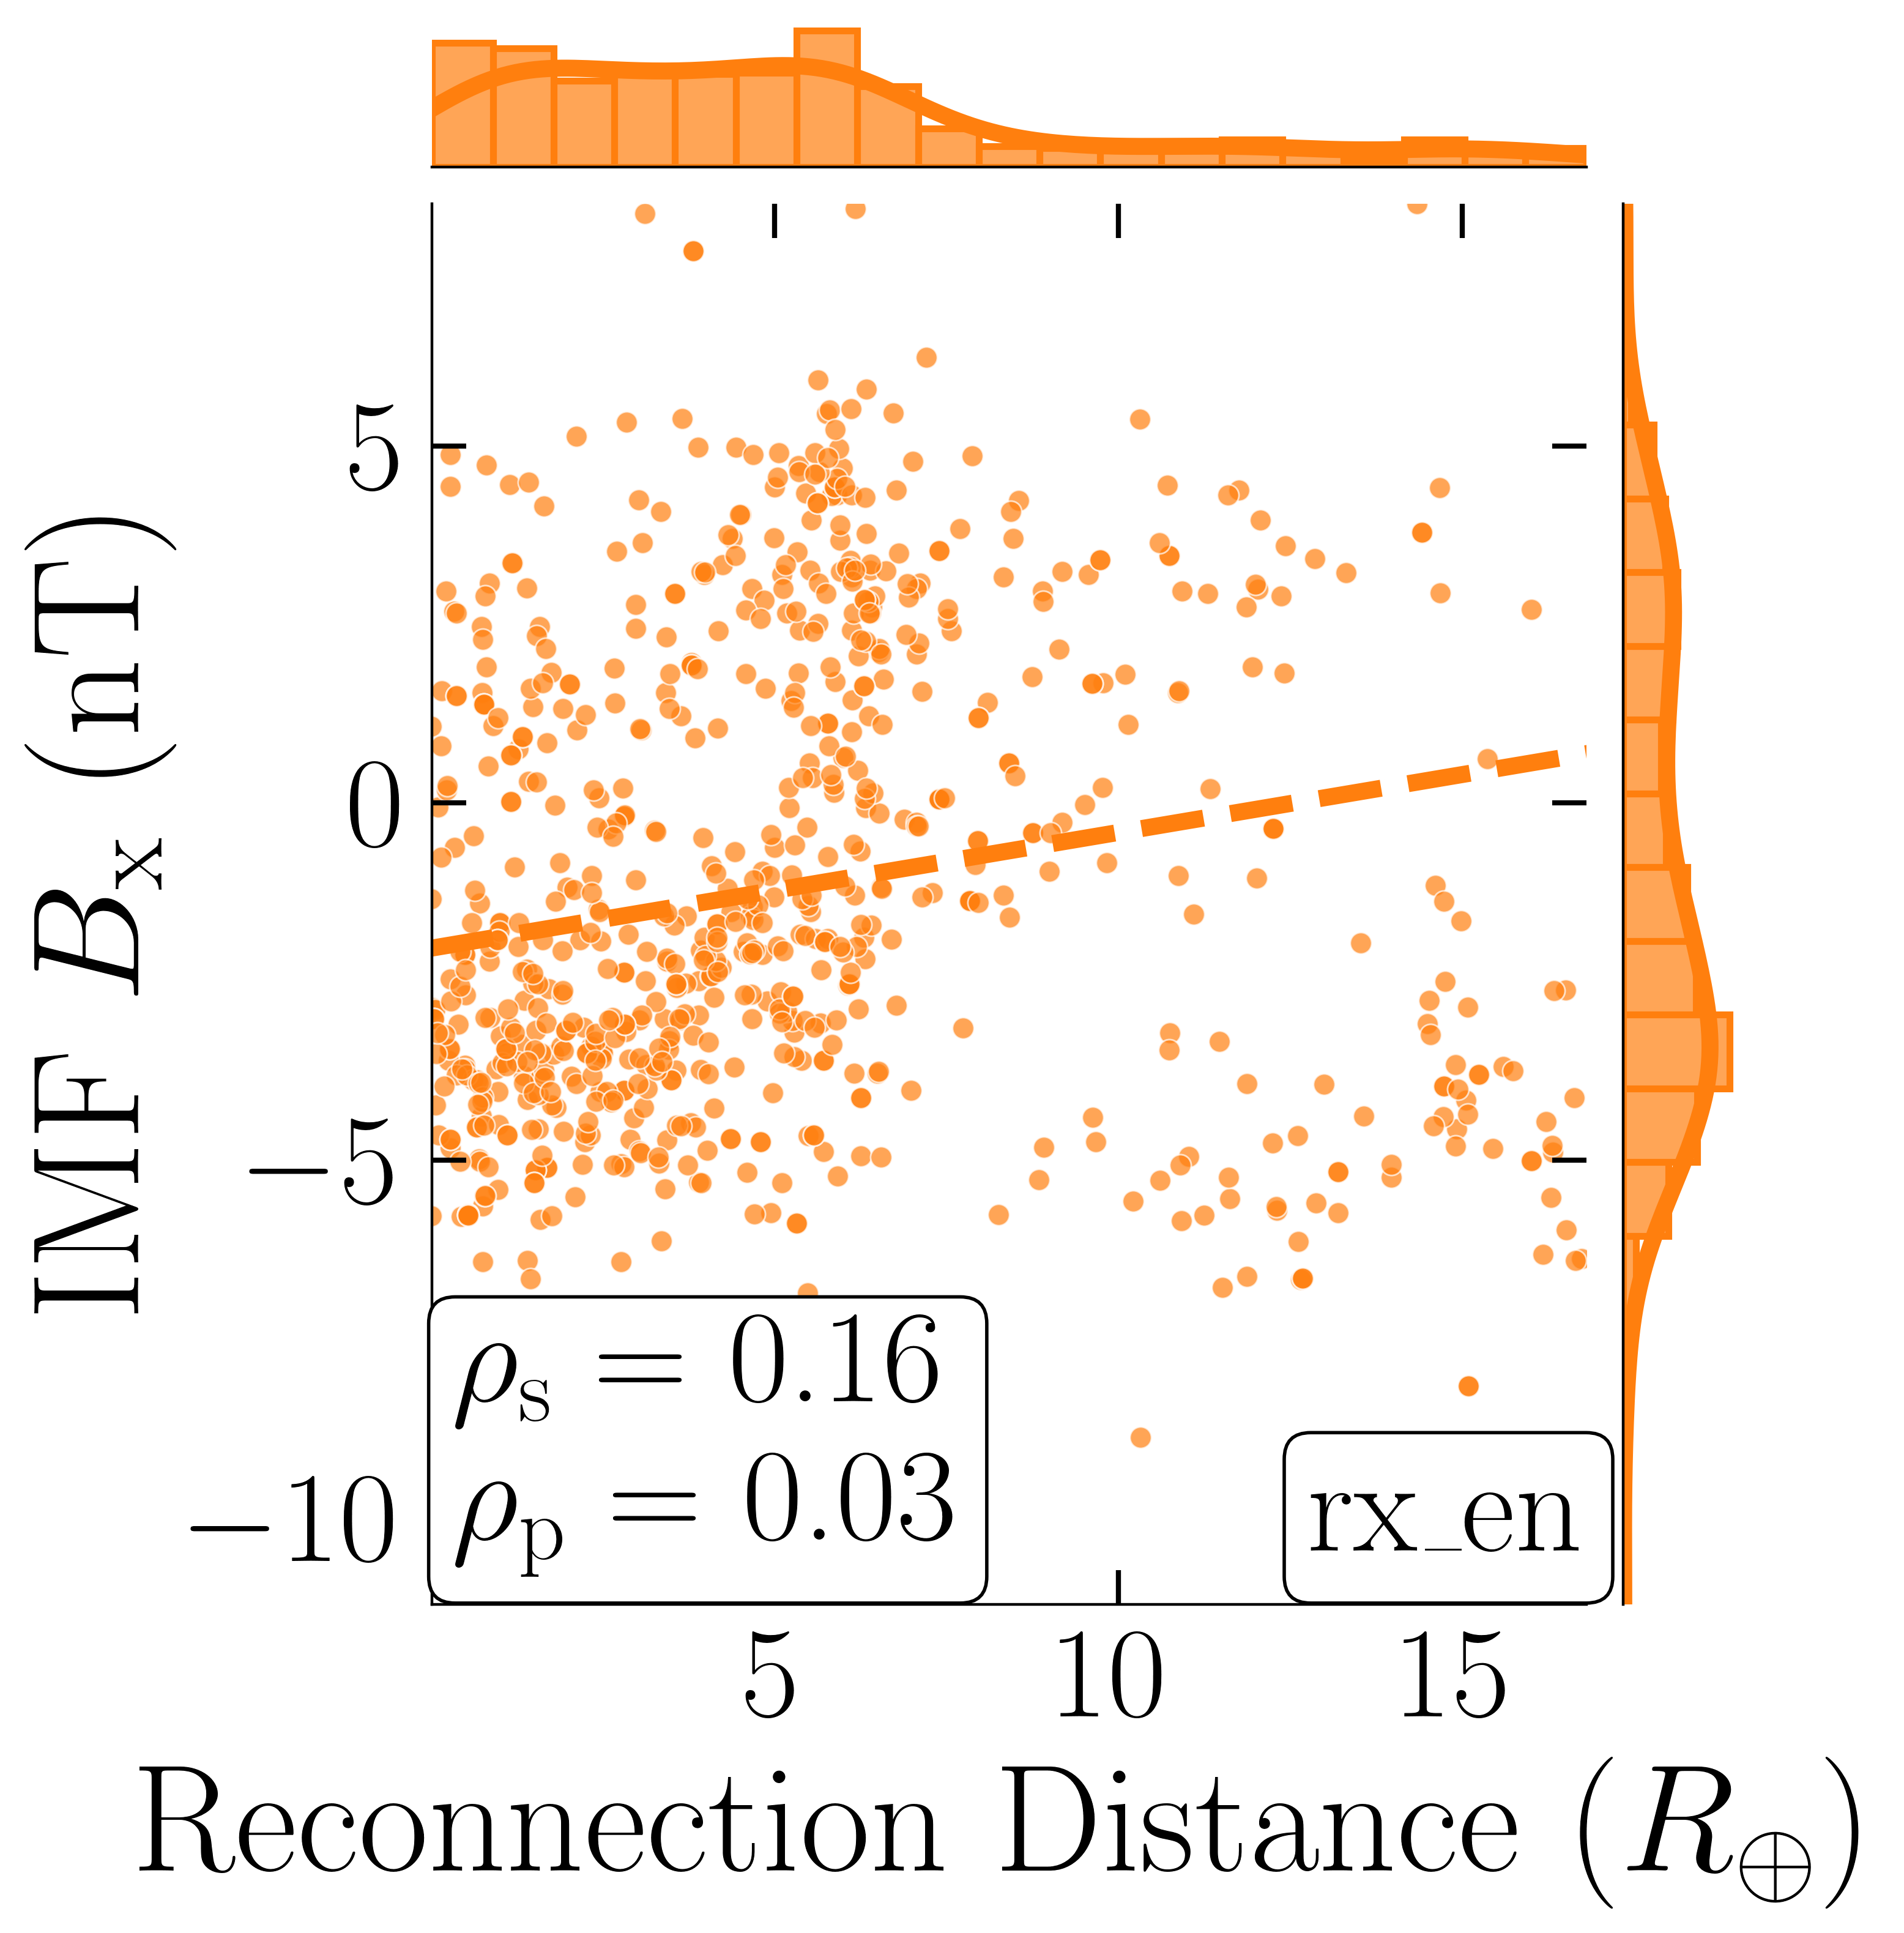 IMF Bₓ (nT)
5
0
−5
−10
ρₛ = 0.16
ρₚ = 0.03
rx_en
5 10 15
Reconnection Distance (R⊕)